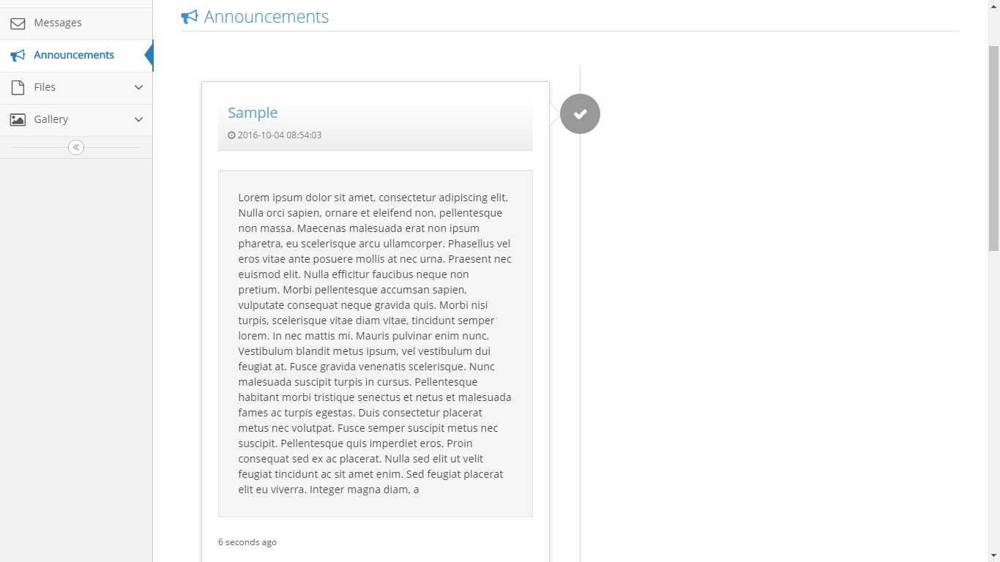 Messages
Announcements
Files
Gallery
Announcements
Sample
2016-10-04 08:54:03
Lorem ipsum dolor sit amet, consectetur adipiscing elit.
Nulla orci sapien, ornare et eleifend non, pellentesque
non massa. Maecenas malesuada erat non ipsum
pharetra, eu scelerisque arcu ullamcorper. Phasellus vel
eros vitae ante posuere mollis at nec urna. Praesent nec
euismod elit. Nulla efficitur faucibus neque non
pretium. Morbi pellentesque accumsan sapien,
vulputate consequat neque gravida quis. Morbi nisi
turpis, scelerisque vitae diam vitae, tincidunt semper
lorem. In nec mattis mi. Mauris pulvinar enim nunc.
Vestibulum blandit metus ipsum, vel vestibulum dui
feugiat at. Fusce gravida venenatis scelerisque. Nunc
malesuada suscipit turpis in cursus. Pellentesque
habitant morbi tristique senectus et netus et malesuada
fames ac turpis egestas. Duis consectetur placerat
metus nec volutpat. Fusce semper suscipit metus nec
suscipit. Pellentesque quis imperdiet eros. Proin
consequat sed ex ac placerat. Nulla sed elit ut velit
feugiat tincidunt ac sit amet enim. Sed feugiat placerat
elit eu viverra. Integer magna diam, a
6 seconds ago